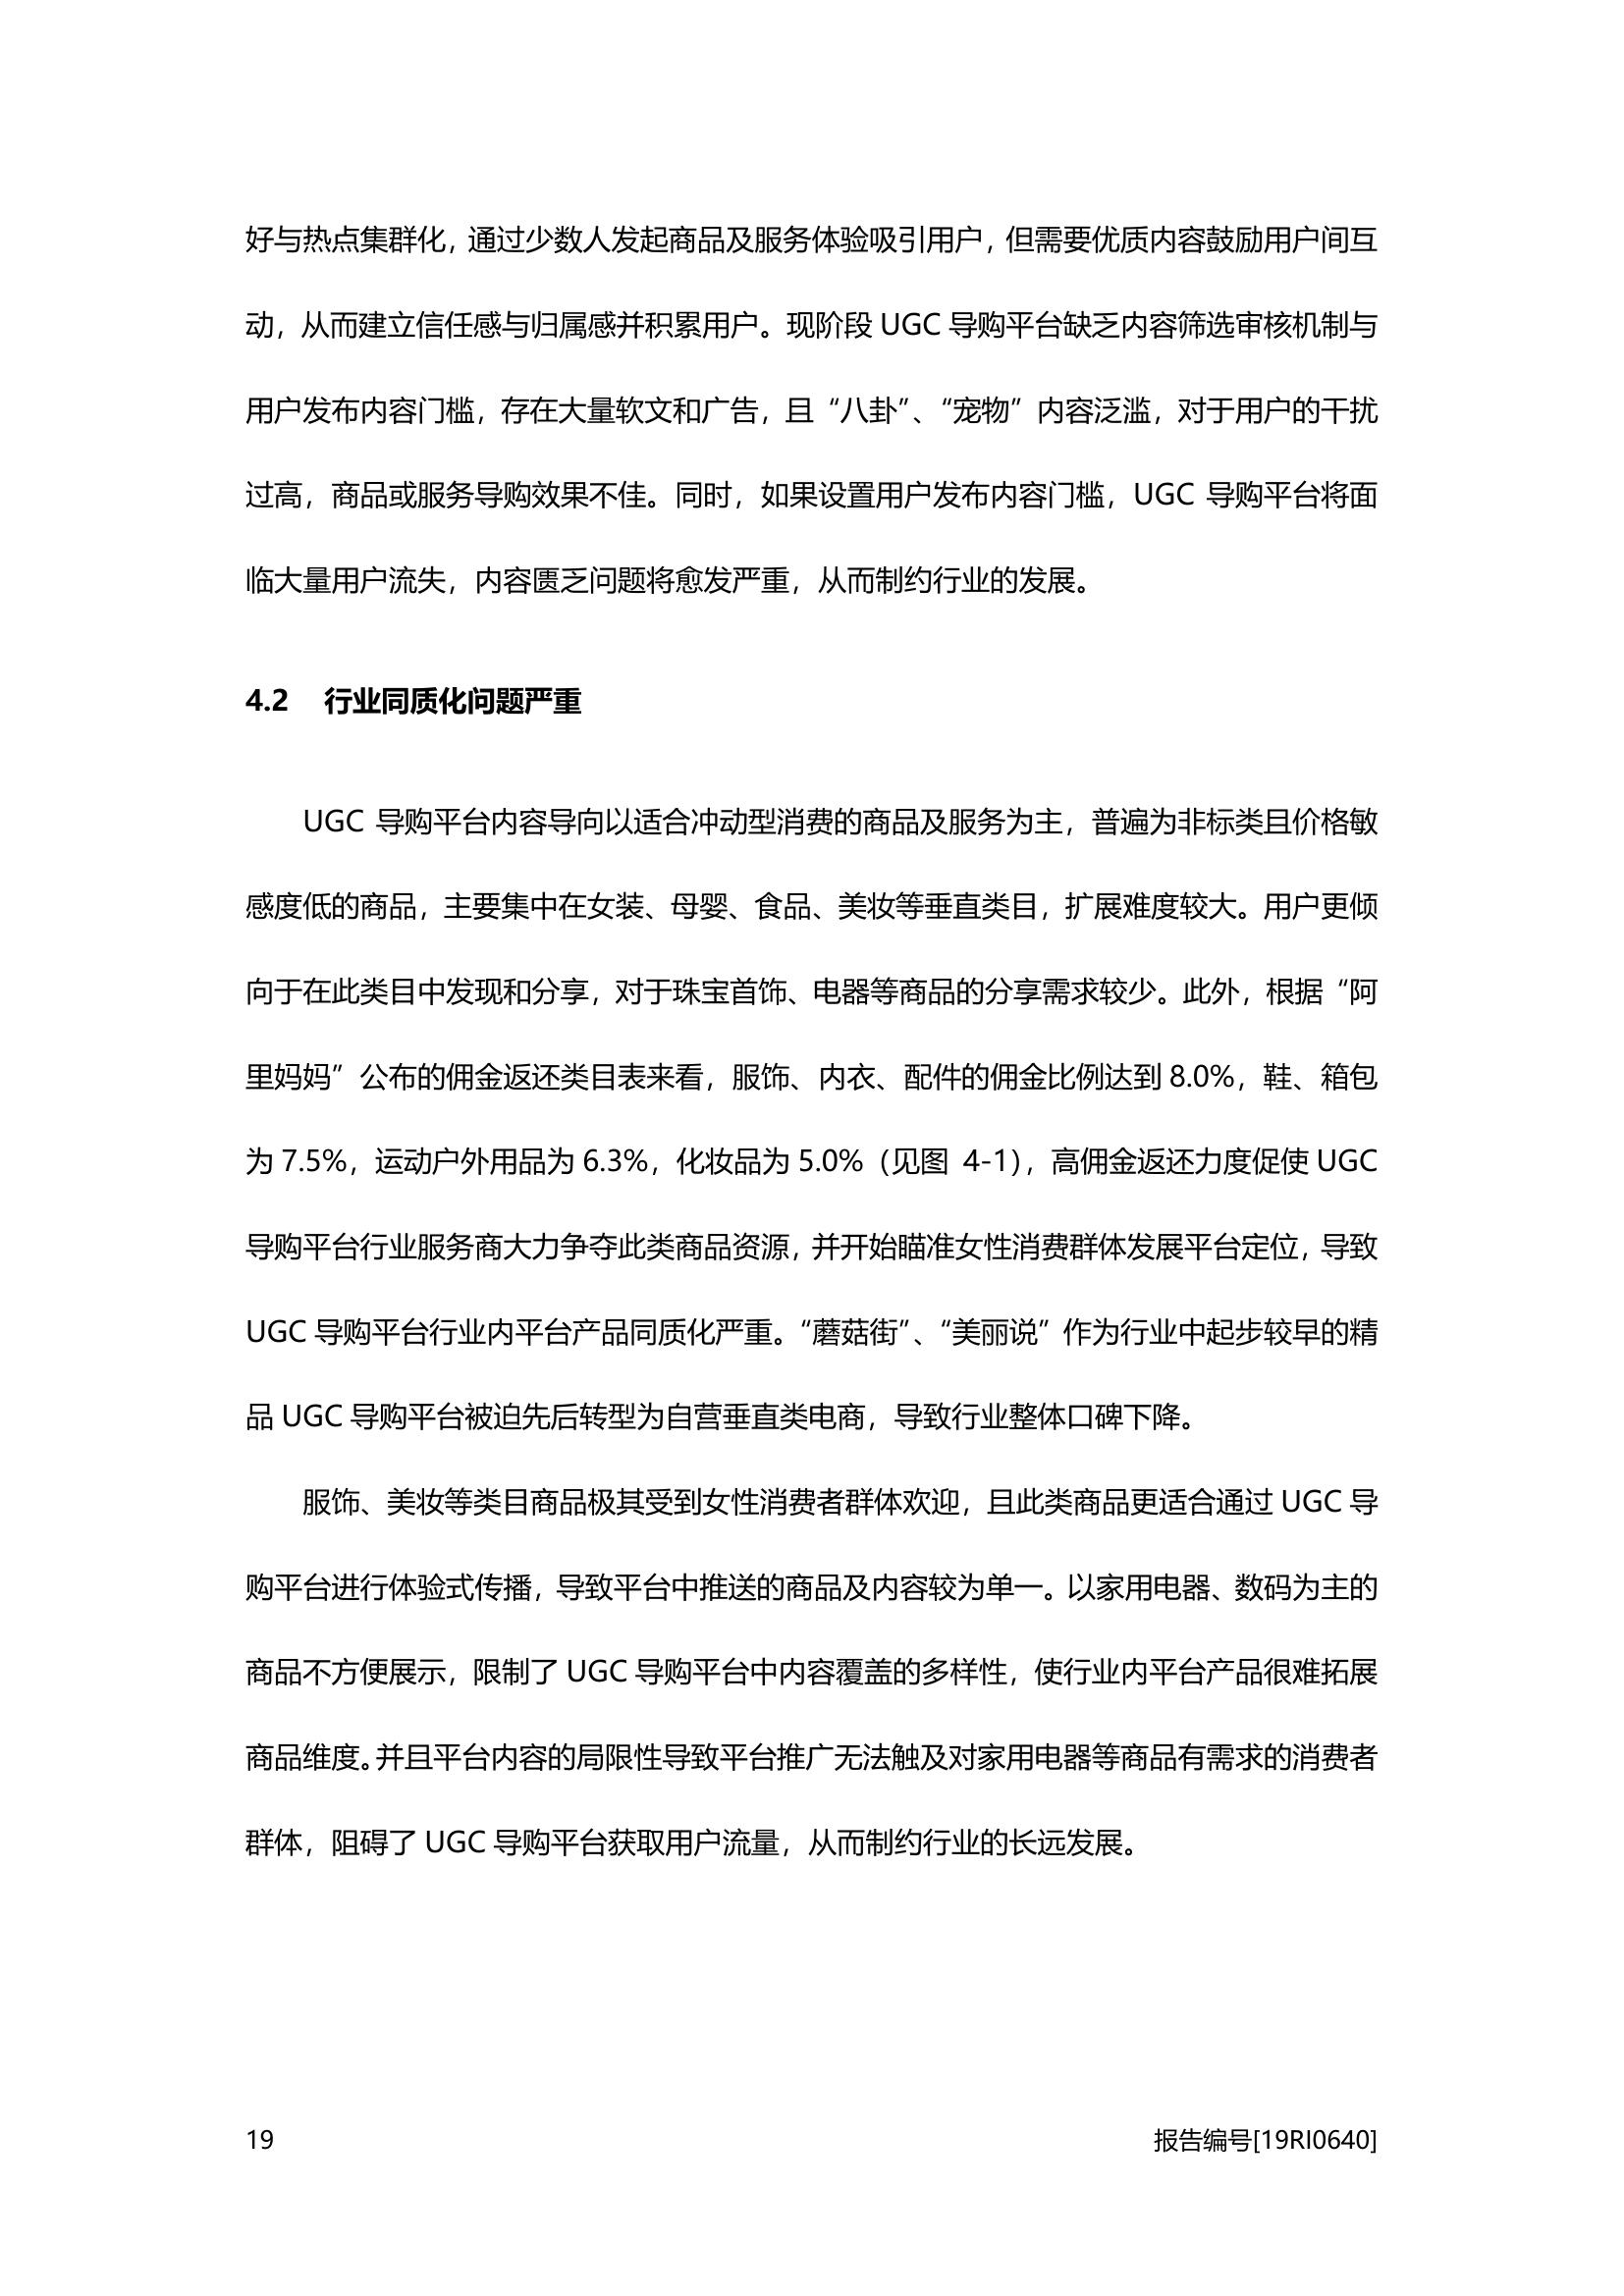 好与热点集群化，通过少数人发起商品及服务体验吸引用户，但需要优质内容鼓励用户间互
动，从而建立信任感与归属感并积累用户。现阶段 UGC 导购平台缺乏内容筛选审核机制与
用户发布内容门槛，存在大量软文和广告，且“八卦”、“宠物”内容泛滥，对于用户的干扰
过高，商品或服务导购效果不佳。同时，如果设置用户发布内容门槛，UGC 导购平台将面
临大量用户流失，内容匮乏问题将愈发严重，从而制约行业的发展。
4.2 行业同质化问题严重
UGC 导购平台内容导向以适合冲动型消费的商品及服务为主，普遍为非标类且价格敏
感度低的商品，主要集中在女装、母婴、食品、美妆等垂直类目，扩展难度较大。用户更倾
向于在此类目中发现和分享，对于珠宝首饰、电器等商品的分享需求较少。此外，根据“阿
里妈妈”公布的佣金返还类目表来看，服饰、内衣、配件的佣金比例达到 8.0%，鞋、箱包
为 7.5%，运动户外用品为 6.3%，化妆品为 5.0%（见图 4-1），高佣金返还力度促使 UGC
导购平台行业服务商大力争夺此类商品资源，并开始瞄准女性消费群体发展平台定位，导致
UGC 导购平台行业内平台产品同质化严重。“蘑菇街”、“美丽说”作为行业中起步较早的精
品 UGC 导购平台被迫先后转型为自营垂直类电商，导致行业整体口碑下降。
服饰、美妆等类目商品极其受到女性消费者群体欢迎，且此类商品更适合通过 UGC 导
购平台进行体验式传播，导致平台中推送的商品及内容较为单一。以家用电器、数码为主的
商品不方便展示，限制了 UGC 导购平台中内容覆盖的多样性，使行业内平台产品很难拓展
商品维度。并且平台内容的局限性导致平台推广无法触及对家用电器等商品有需求的消费者
群体，阻碍了 UGC 导购平台获取用户流量，从而制约行业的长远发展。
19 报告编号[19RI0640]